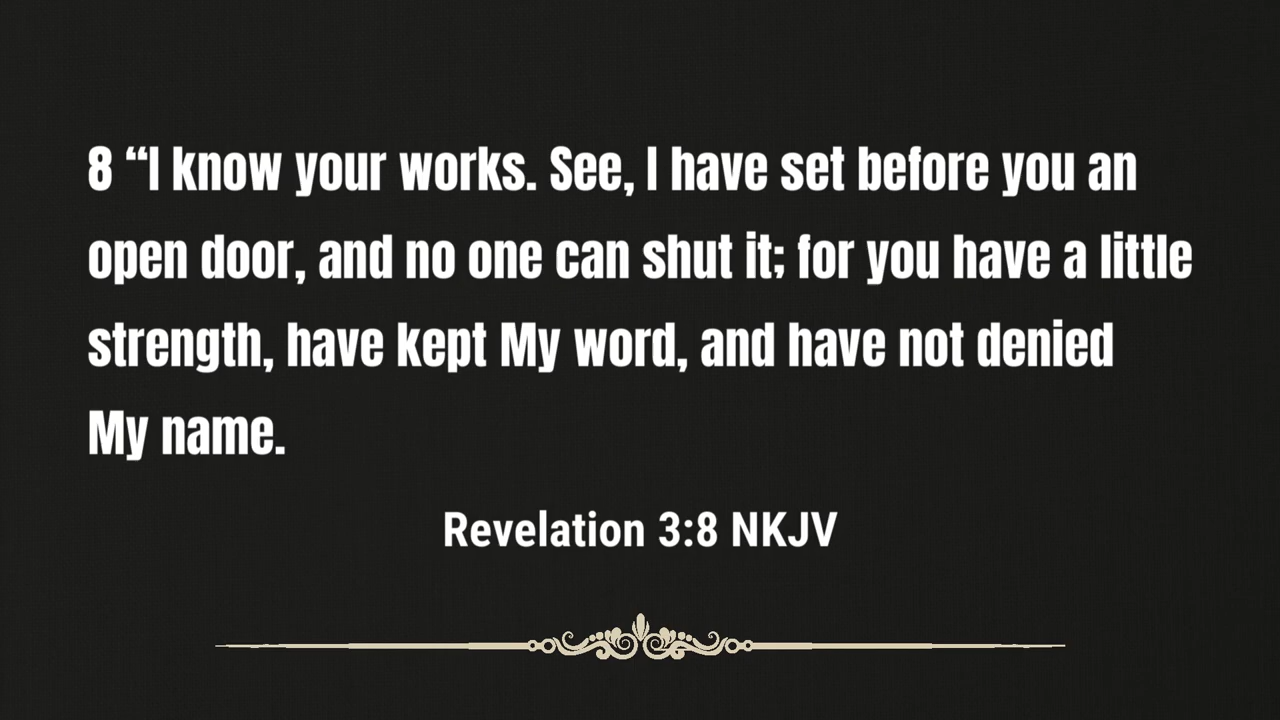 8 “I know your works. See, I have set before you an
open door, and no one can shut it; for you have a little
strength, have kept My word, and have not denied
My name.
Revelation 3:8 NKJV